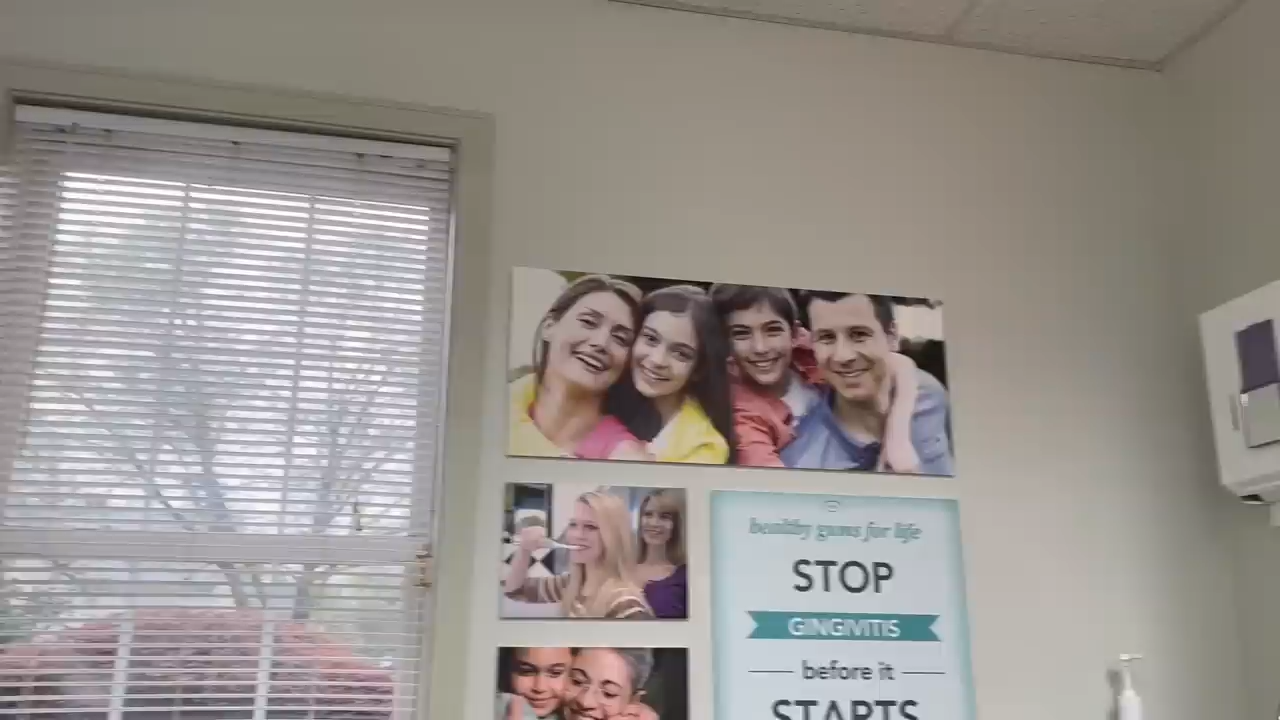 healthy gums for life
STOP
GINGIVITIS
before it
STARTS